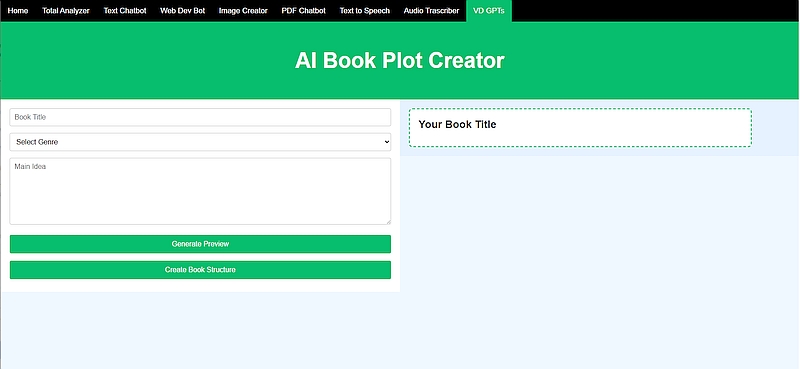 Home Total Analyzer Text Chatbot Web Dev Bot Image Creator PDF Chatbot Text to Speech Audio Trascriber VD GPTs
AI Book Plot Creator
Book Title
Select Genre
Main Idea
Generate Preview
Create Book Structure
Your Book Title